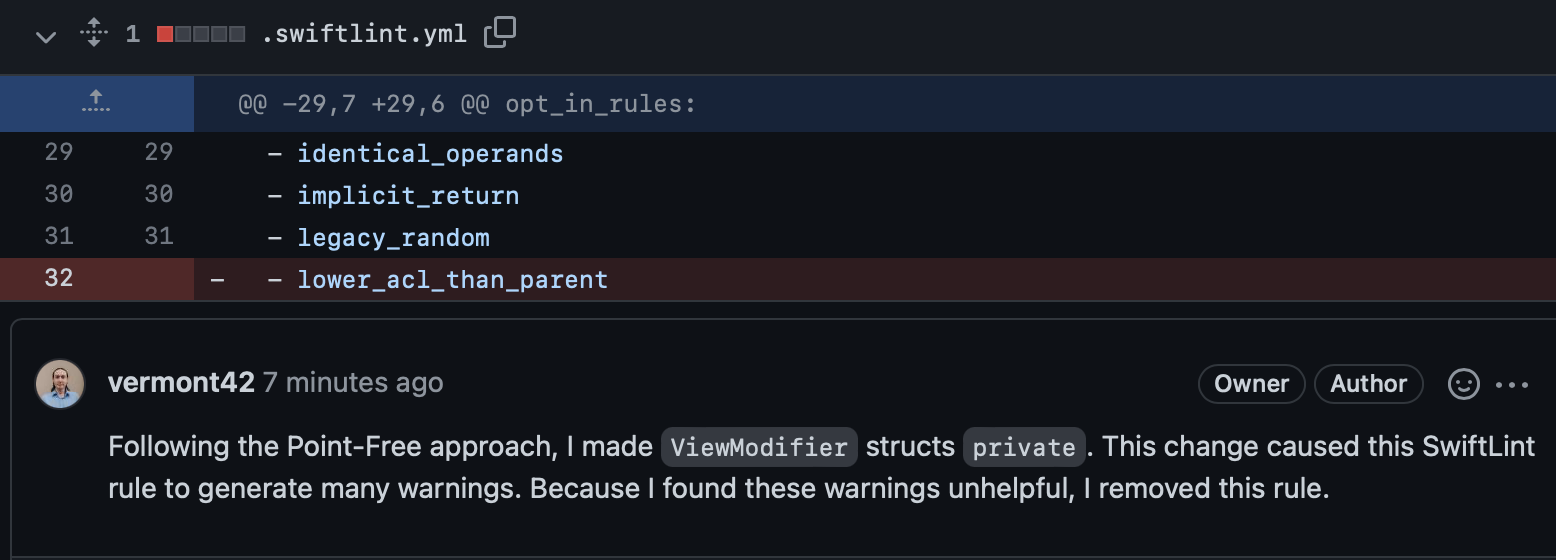 1 .swiftlint.yml
@@ -29,7 +29,6 @@ opt_in_rules:
29 29 - identical_operands
30 30 - implicit_return
31 31 - legacy_random
32 - - lower_acl_than_parent
vermont42 7 minutes ago Owner Author
Following the Point-Free approach, I made ViewModifier structs private. This change caused this SwiftLint
rule to generate many warnings. Because I found these warnings unhelpful, I removed this rule.